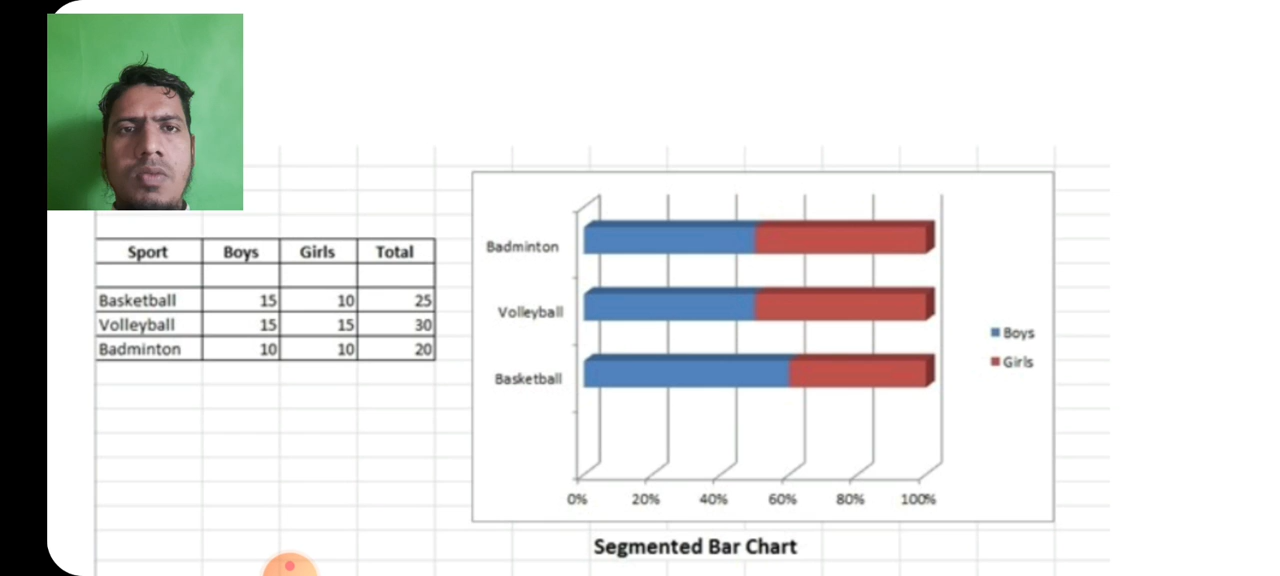 Sport Boys Girls Total
Basketball 15 10 25
Volleyball 15 15 30
Badminton 10 10 20
Badminton
Volleyball
Basketball
0% 20% 40% 60% 80% 100%
Boys
Girls
Segmented Bar Chart